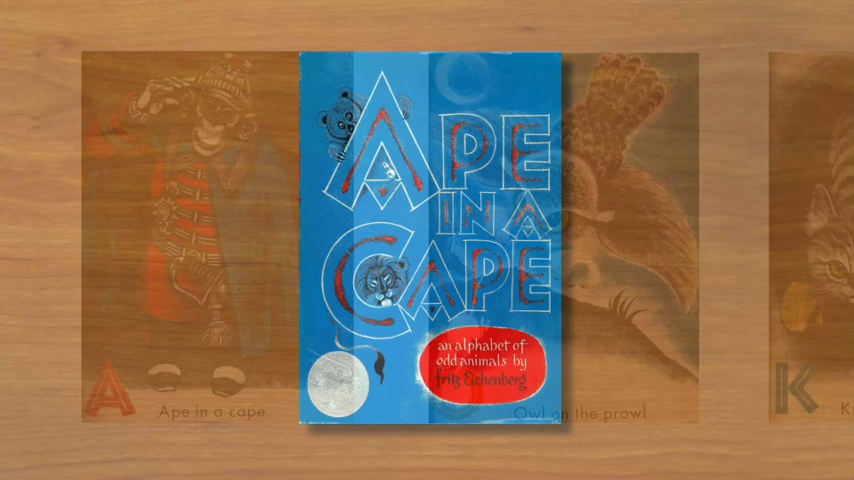 APE
IN A
CAPE
an alphabet of
odd animals by
fritz Eichenberg
A
Ape in a cape
Owl on the prowl
K
K